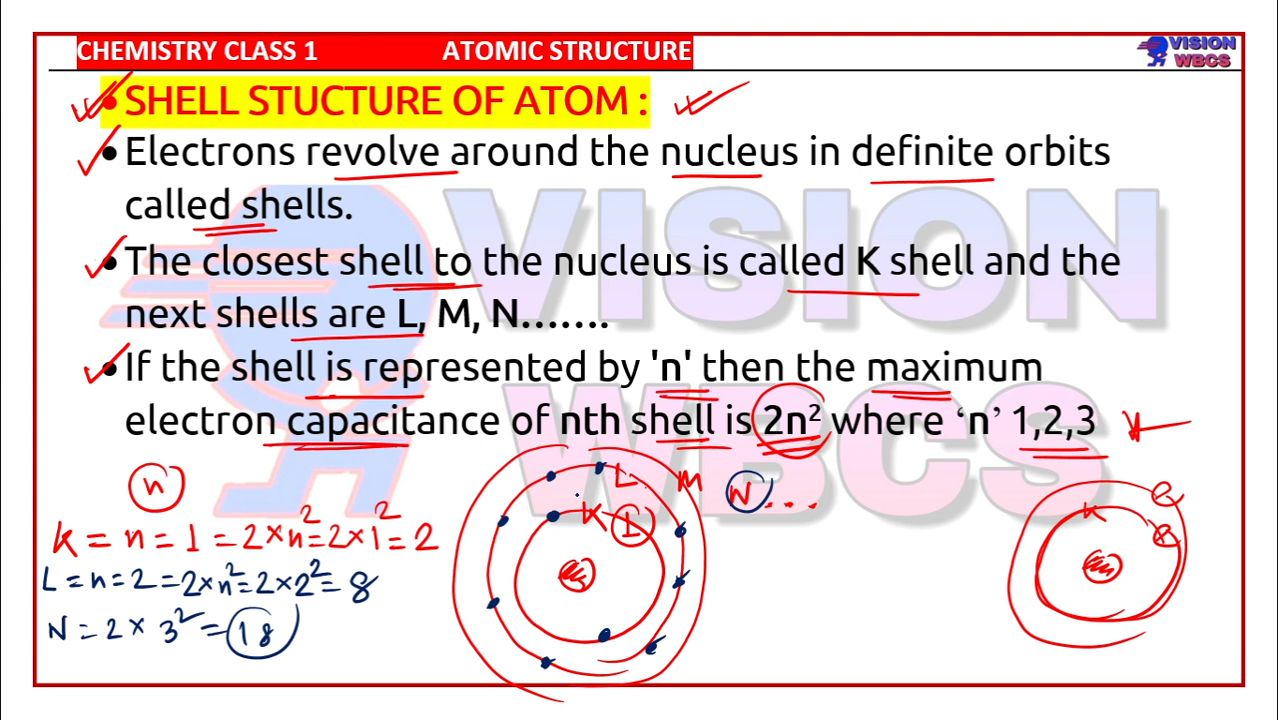 CHEMISTRY CLASS 1 ATOMIC STRUCTURE
VISION
WBCS
• SHELL STUCTURE OF ATOM :
• Electrons revolve around the nucleus in definite orbits
called shells.
• The closest shell to the nucleus is called K shell and the
next shells are L, M, N.......
• If the shell is represented by 'n' then the maximum
electron capacitance of nth shell is 2n² where ‘n’ 1,2,3
VISION
WBCS
n
L M N...
K L
K
K = n = 1 = 2×n² = 2×1² = 2
L = n = 2 = 2×n² = 2×2² = 8
N = 2 × 3² = 18